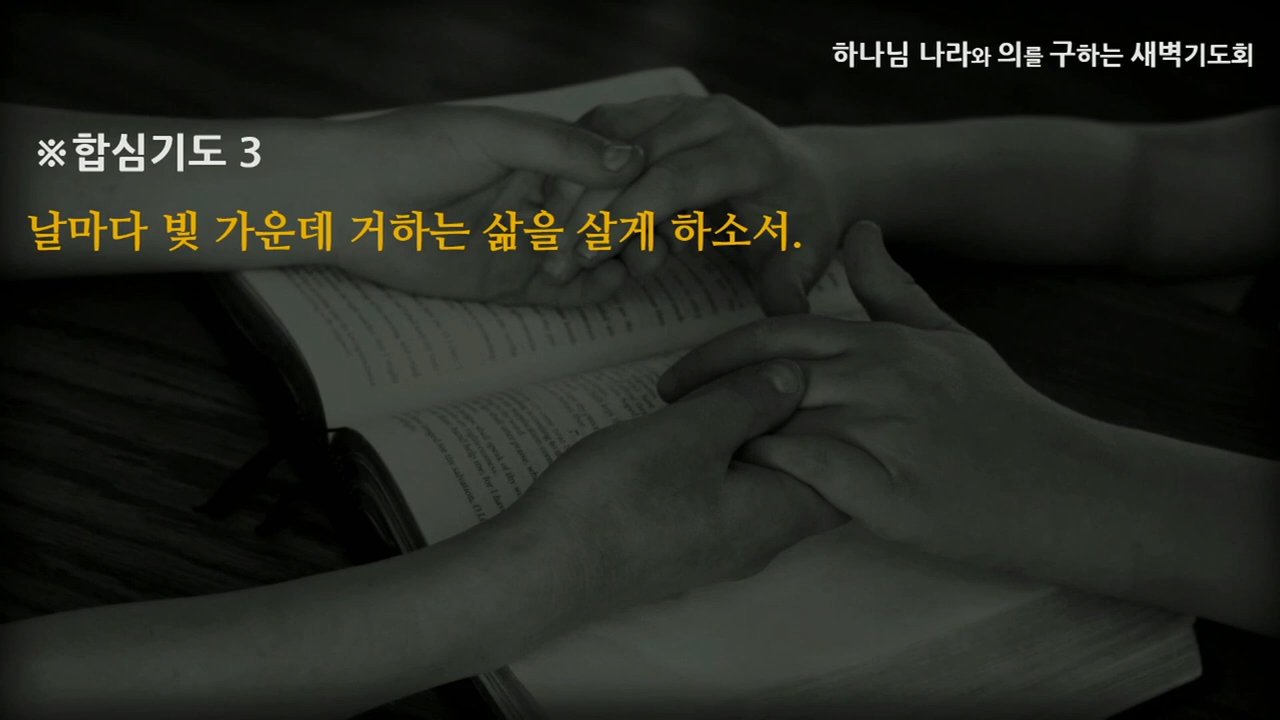 하나님 나라와 의를 구하는 새벽기도회
※합심기도 3
날마다 빛 가운데 거하는 삶을 살게 하소서.